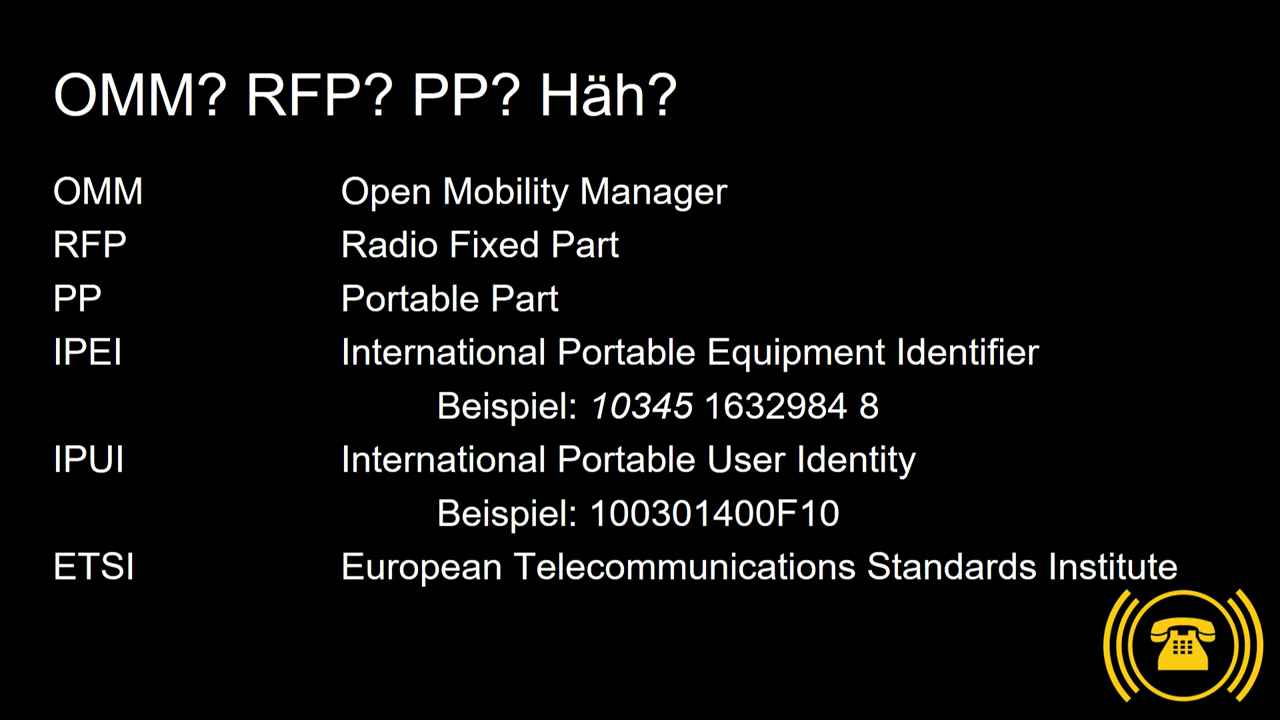 OMM? RFP? PP? Häh?
OMM Open Mobility Manager
RFP Radio Fixed Part
PP Portable Part
IPEI International Portable Equipment Identifier
Beispiel: 10345 1632984 8
IPUI International Portable User Identity
Beispiel: 100301400F10
ETSI European Telecommunications Standards Institute